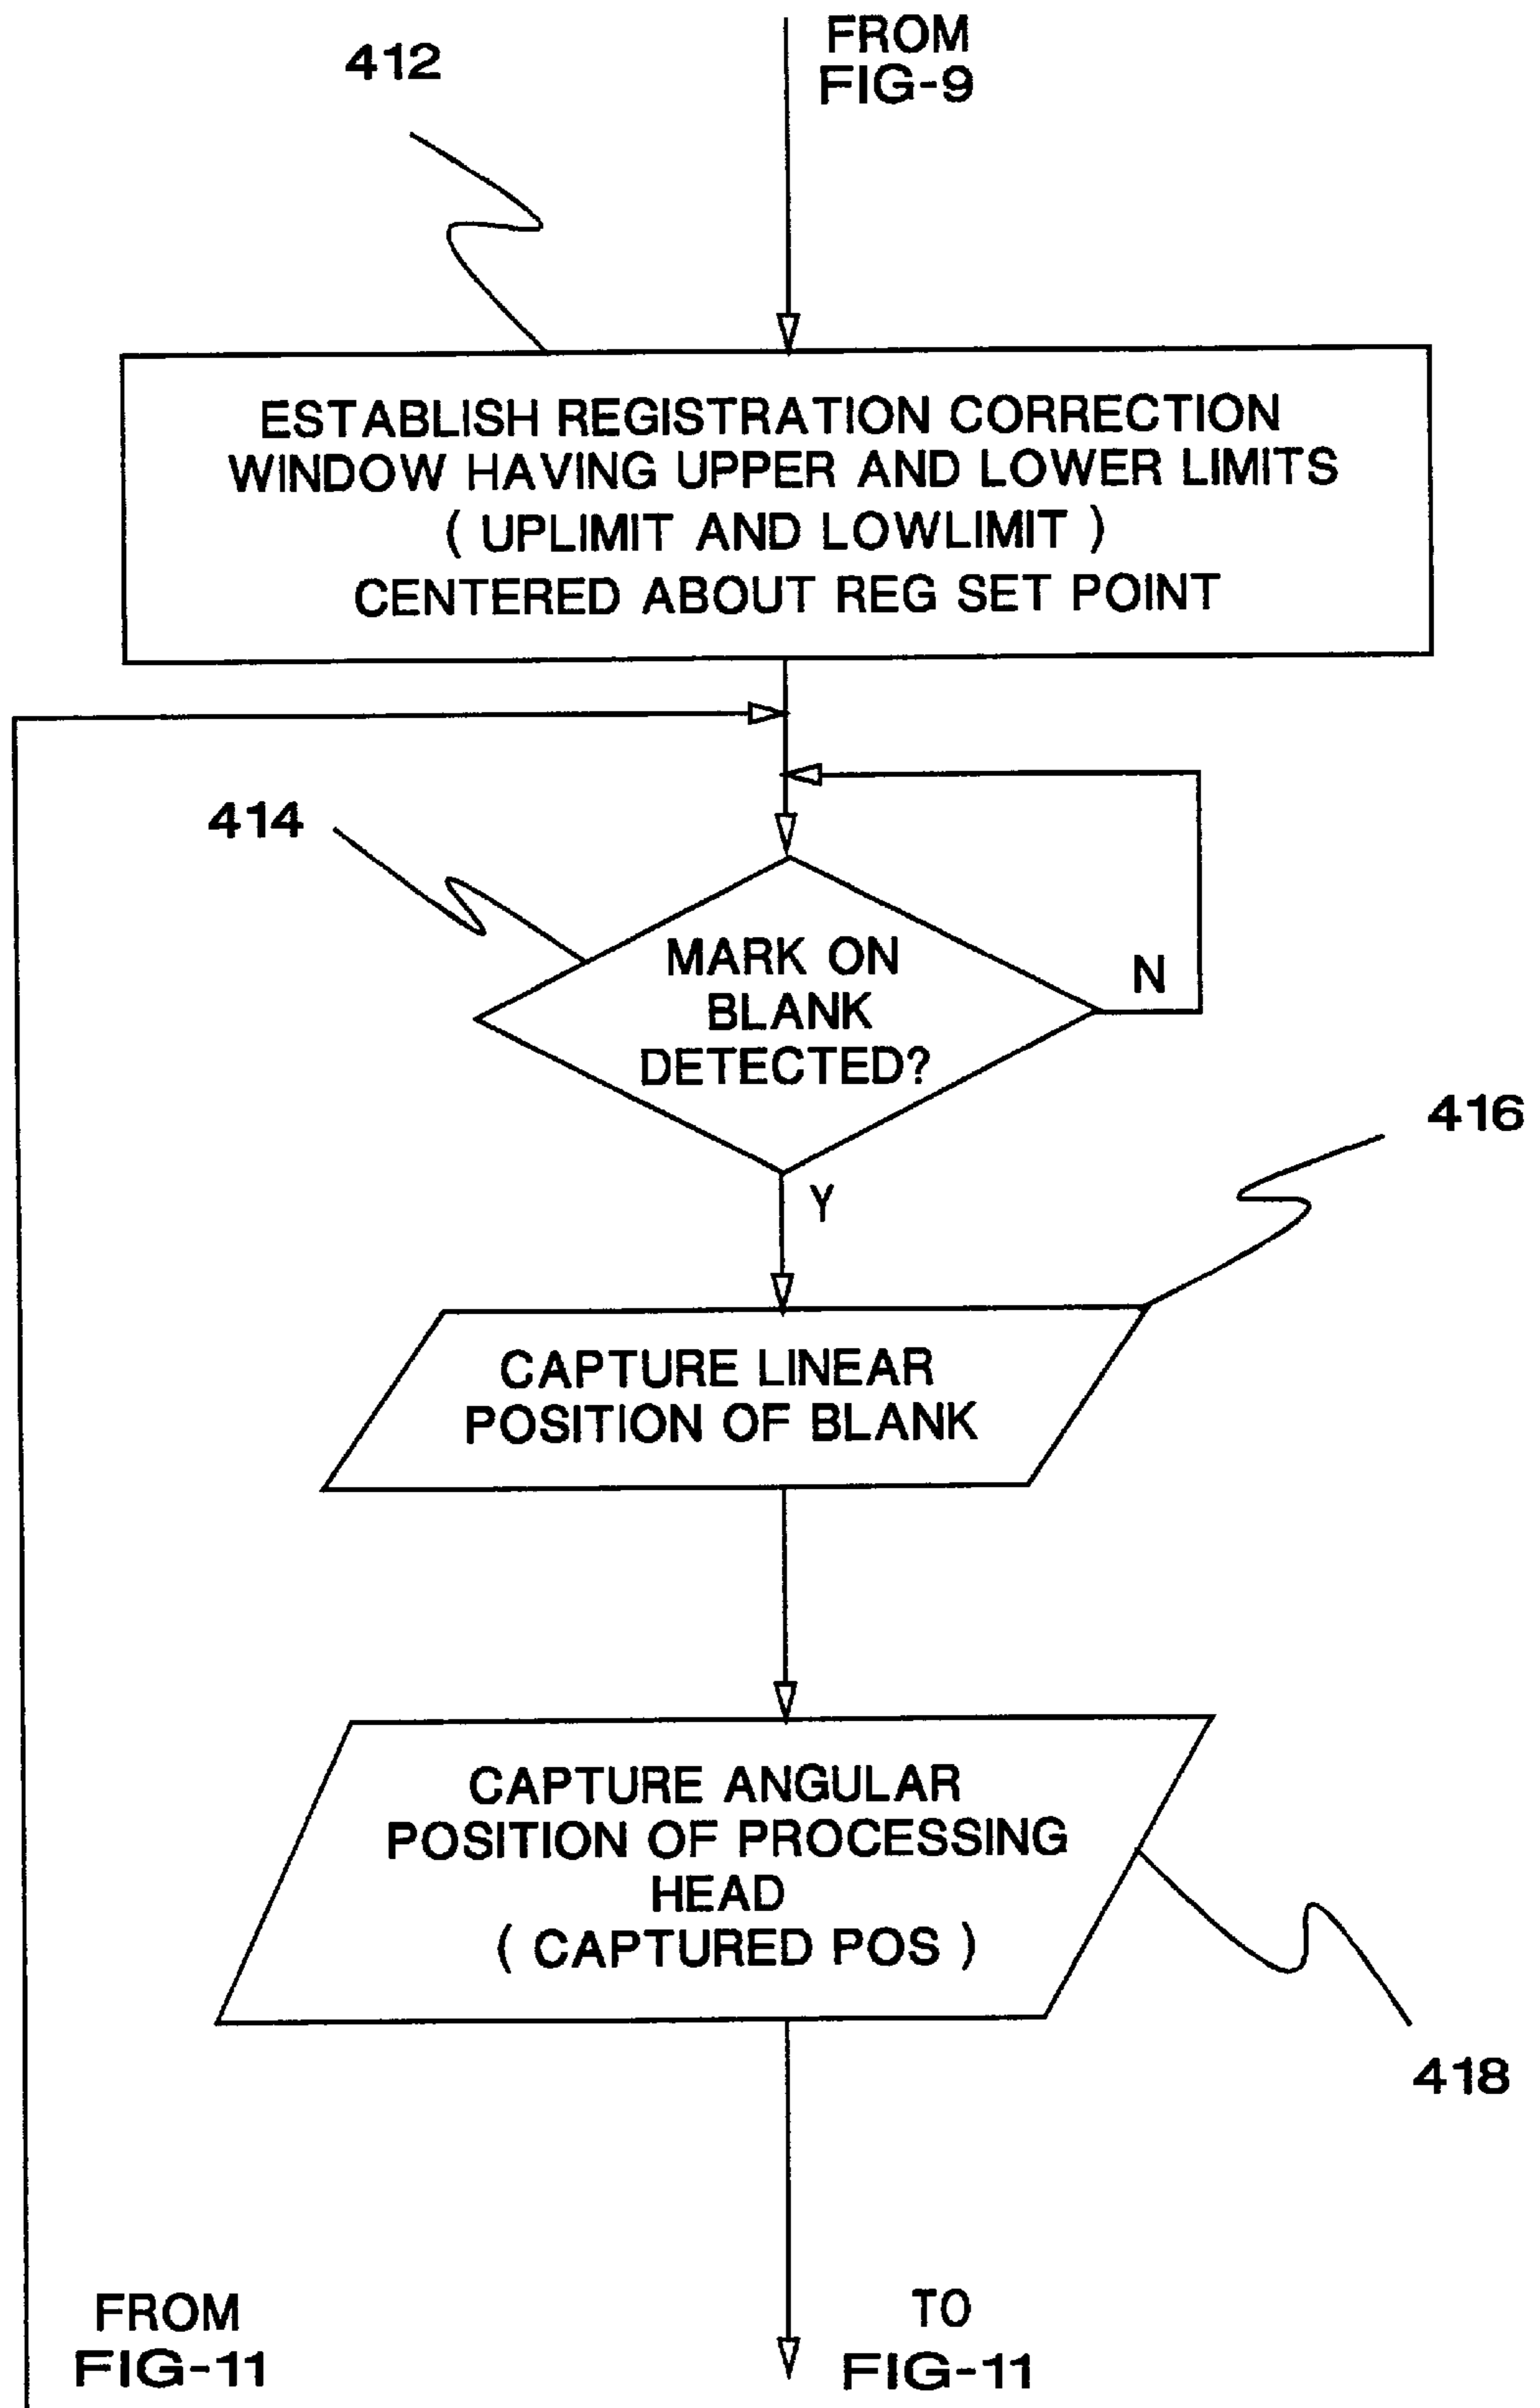 FROM
FIG-9
412
ESTABLISH REGISTRATION CORRECTION
WINDOW HAVING UPPER AND LOWER LIMITS
( UPLIMIT AND LOWLIMIT )
CENTERED ABOUT REG SET POINT
414
MARK ON
BLANK
DETECTED?
N
Y
416
CAPTURE LINEAR
POSITION OF BLANK
CAPTURE ANGULAR
POSITION OF PROCESSING
HEAD
( CAPTURED POS )
418
FROM
FIG-11
TO
FIG-11